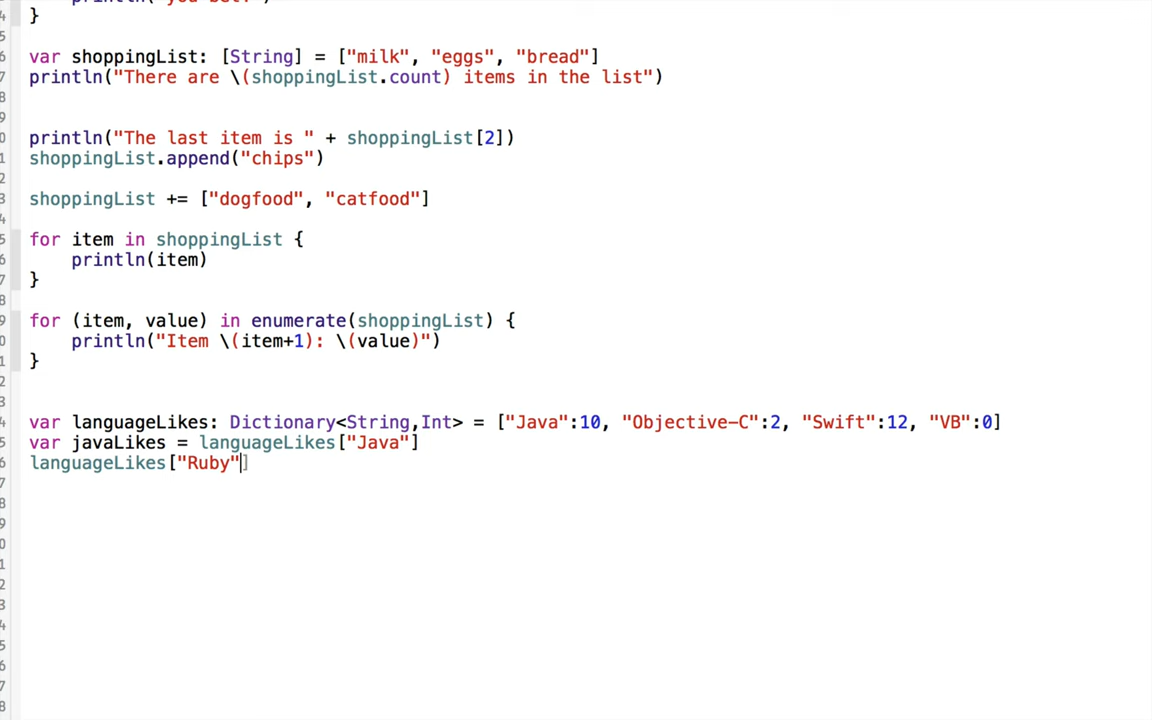 }
var shoppingList: [String] = ["milk", "eggs", "bread"]
println("There are \(shoppingList.count) items in the list")
println("The last item is " + shoppingList[2])
shoppingList.append("chips")
shoppingList += ["dogfood", "catfood"]
for item in shoppingList {
println(item)
}
for (item, value) in enumerate(shoppingList) {
println("Item \(item+1): \(value)")
}
var languageLikes: Dictionary<String,Int> = ["Java":10, "Objective-C":2, "Swift":12, "VB":0]
var javaLikes = languageLikes["Java"]
languageLikes["Ruby"]